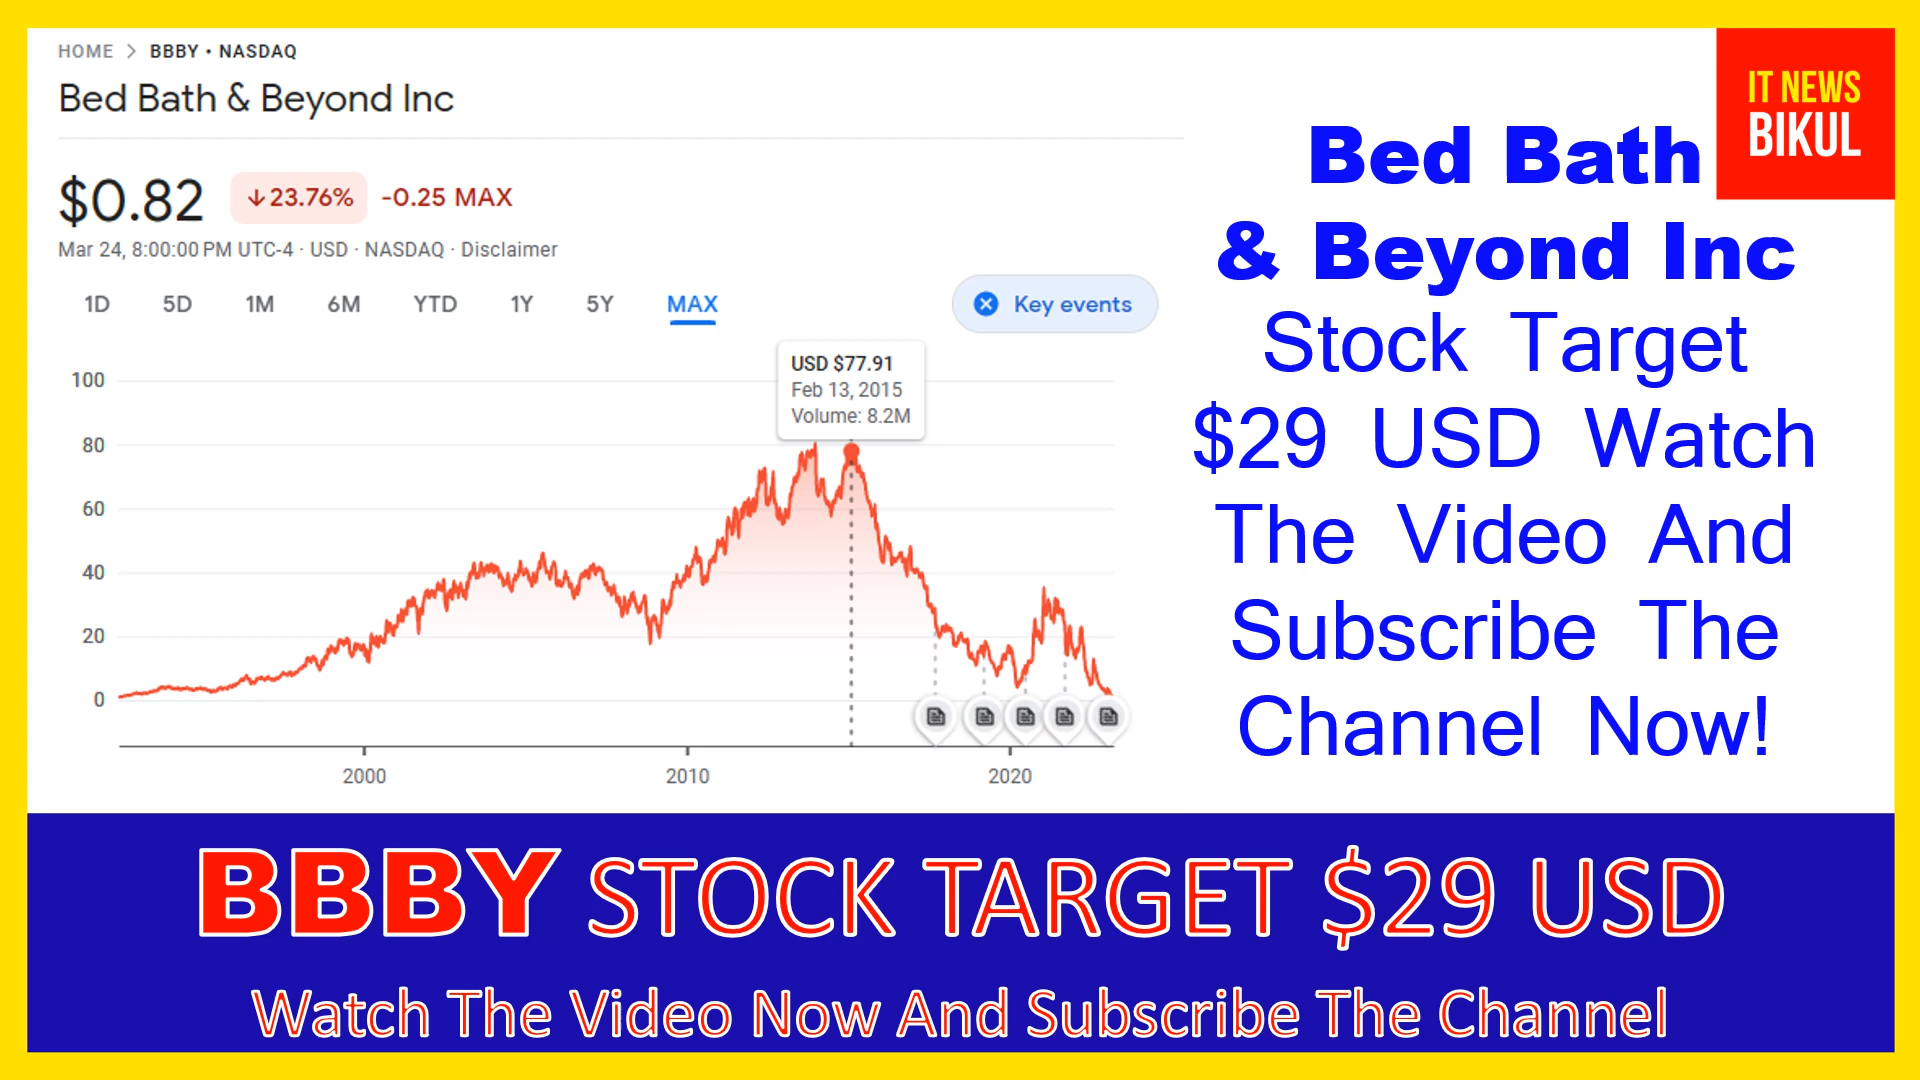 HOME > BBBY • NASDAQ
Bed Bath & Beyond Inc
$0.82 ↓23.76% -0.25 MAX
Mar 24, 8:00:00 PM UTC-4 · USD · NASDAQ · Disclaimer
1D 5D 1M 6M YTD 1Y 5Y MAX
Key events
USD $77.91
Feb 13, 2015
Volume: 8.2M
100
80
60
40
20
0
2000 2010 2020
IT NEWS
BIKUL
Bed Bath
& Beyond Inc
Stock Target
$29 USD Watch
The Video And
Subscribe The
Channel Now!
BBBY STOCK TARGET $29 USD
Watch The Video Now And Subscribe The Channel